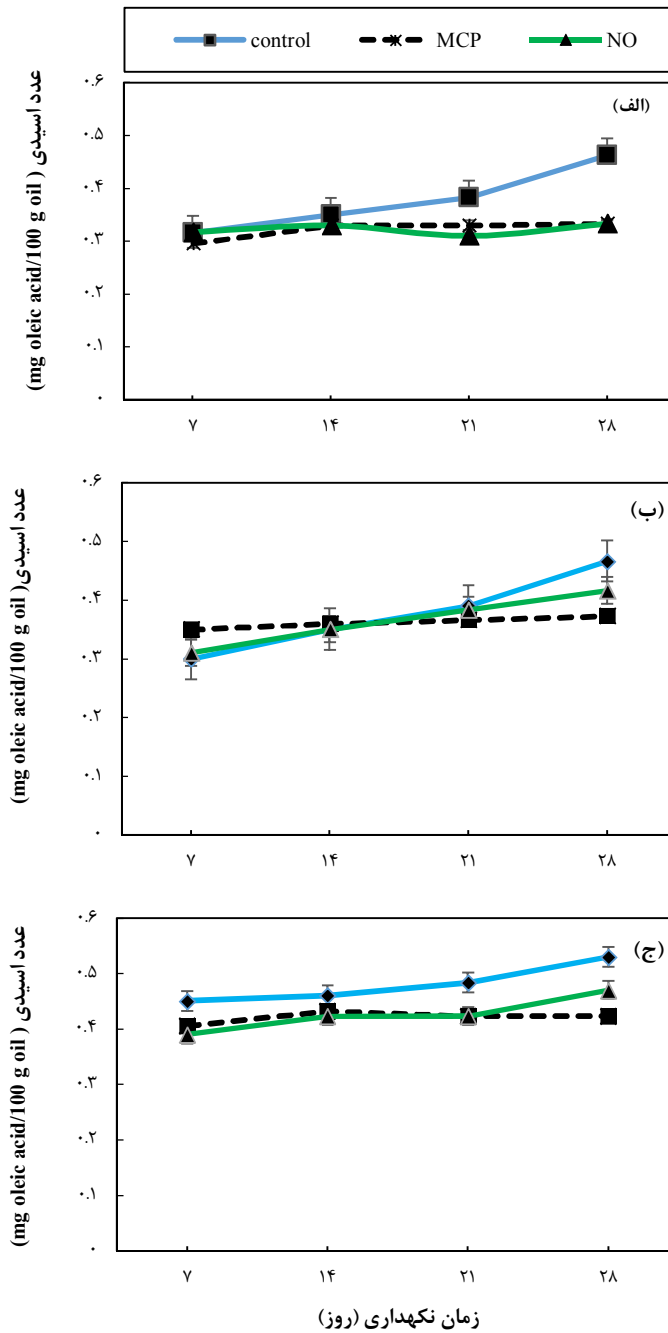 control MCP NO
(الف)
عدد اسیدی ( mg oleic acid/100 g oil)
۰.۶
۰.۵
۰.۴
۰.۳
۰.۲
۰.۱
۰
۷ ۱۴ ۲۱ ۲۸
(ب)
عدد اسیدی( mg oleic acid/100 g oil)
۰.۶
۰.۵
۰.۴
۰.۳
۰.۲
۰.۱
۰
۷ ۱۴ ۲۱ ۲۸
(ج)
عدد اسیدی ( mg oleic acid/100 g oil)
۰.۶
۰.۵
۰.۴
۰.۳
۰.۲
۰.۱
۰
۷ ۱۴ ۲۱ ۲۸
زمان نکهداری (روز)